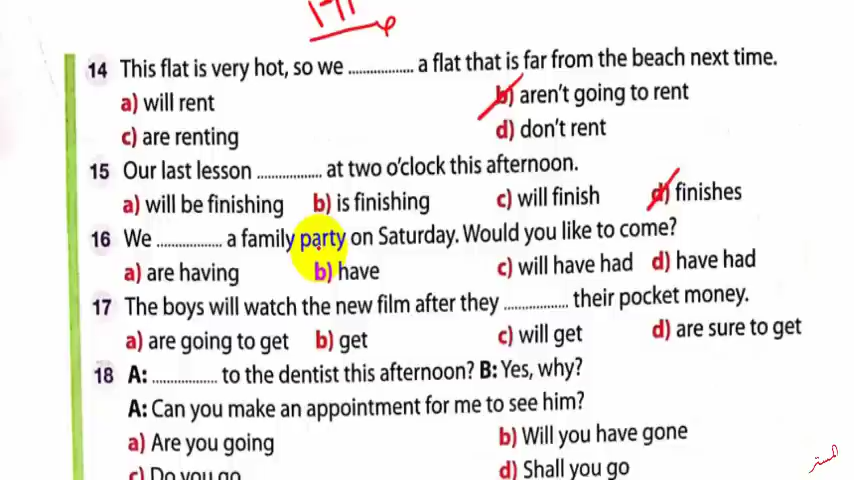 171
14 This flat is very hot, so we ................ a flat that is far from the beach next time.
a) will rent b) aren't going to rent
c) are renting d) don't rent
15 Our last lesson ................ at two o'clock this afternoon.
a) will be finishing b) is finishing c) will finish d) finishes
16 We ................ a family party on Saturday. Would you like to come?
a) are having b) have c) will have had d) have had
17 The boys will watch the new film after they ................ their pocket money.
a) are going to get b) get c) will get d) are sure to get
18 A: ................ to the dentist this afternoon? B: Yes, why?
A: Can you make an appointment for me to see him?
a) Are you going b) Will you have gone
c) Do you go d) Shall you go
المستر